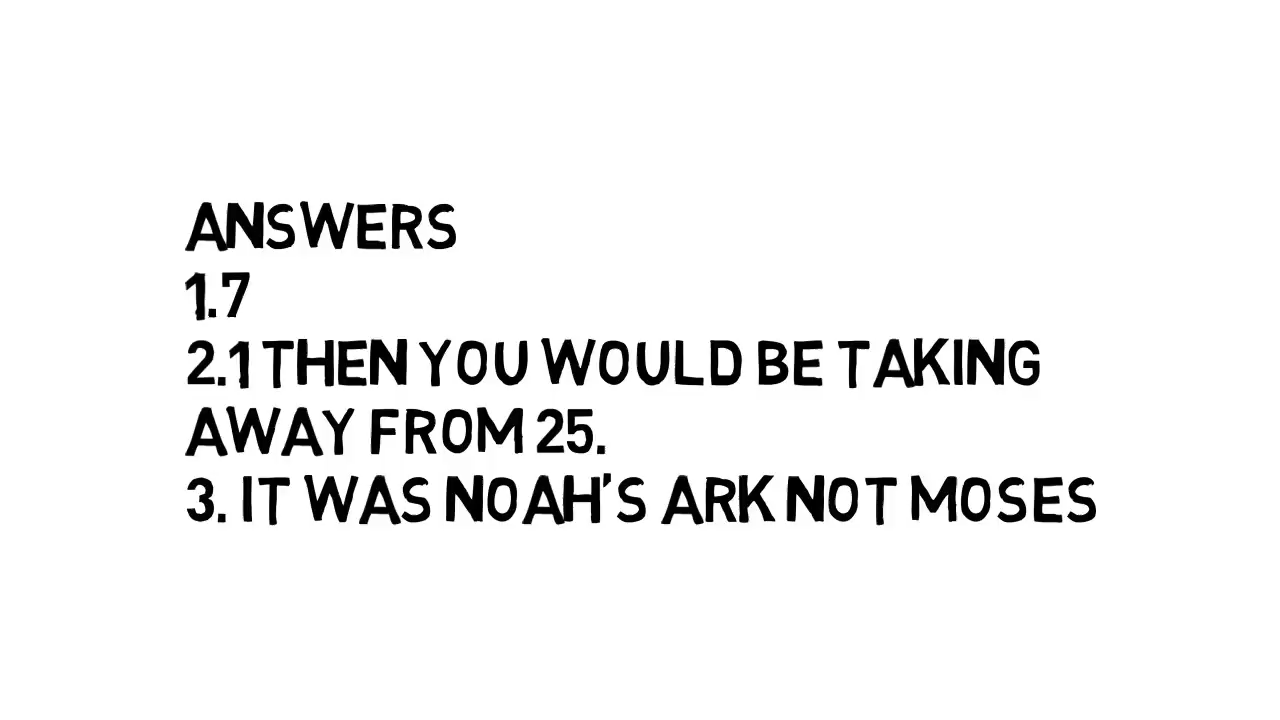 ANSWERS
1.7
2.1 THEN YOU WOULD BE TAKING
AWAY FROM 25.
3. IT WAS NOAH'S ARK NOT MOSES